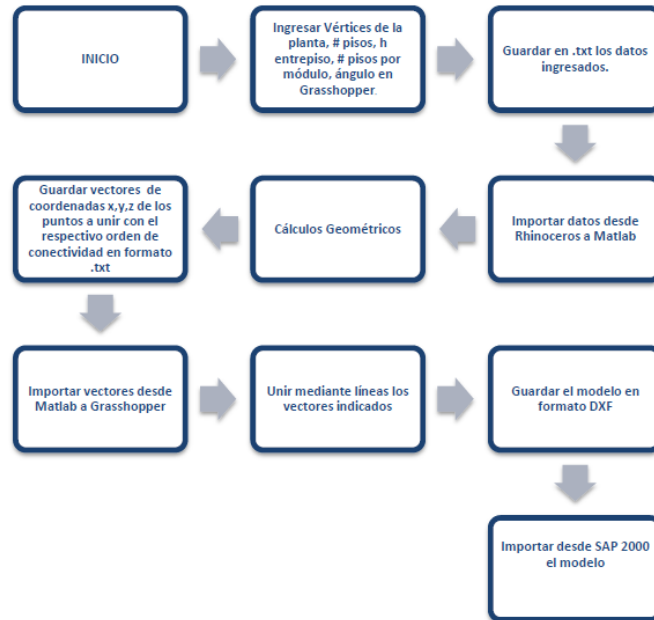 INICIO
Ingresar Vértices de la
planta, # pisos, h
entrepiso, # pisos por
módulo, ángulo en
Grasshopper.
Guardar en .txt los datos
ingresados.
Importar datos desde
Rhinoceros a Matlab
Cálculos Geométricos
Guardar vectores de
coordenadas x,y,z de los
puntos a unir con el
respectivo orden de
conectividad en formato
.txt
Importar vectores desde
Matlab a Grasshopper
Unir mediante líneas los
vectores indicados
Guardar el modelo en
formato DXF
Importar desde SAP 2000
el modelo